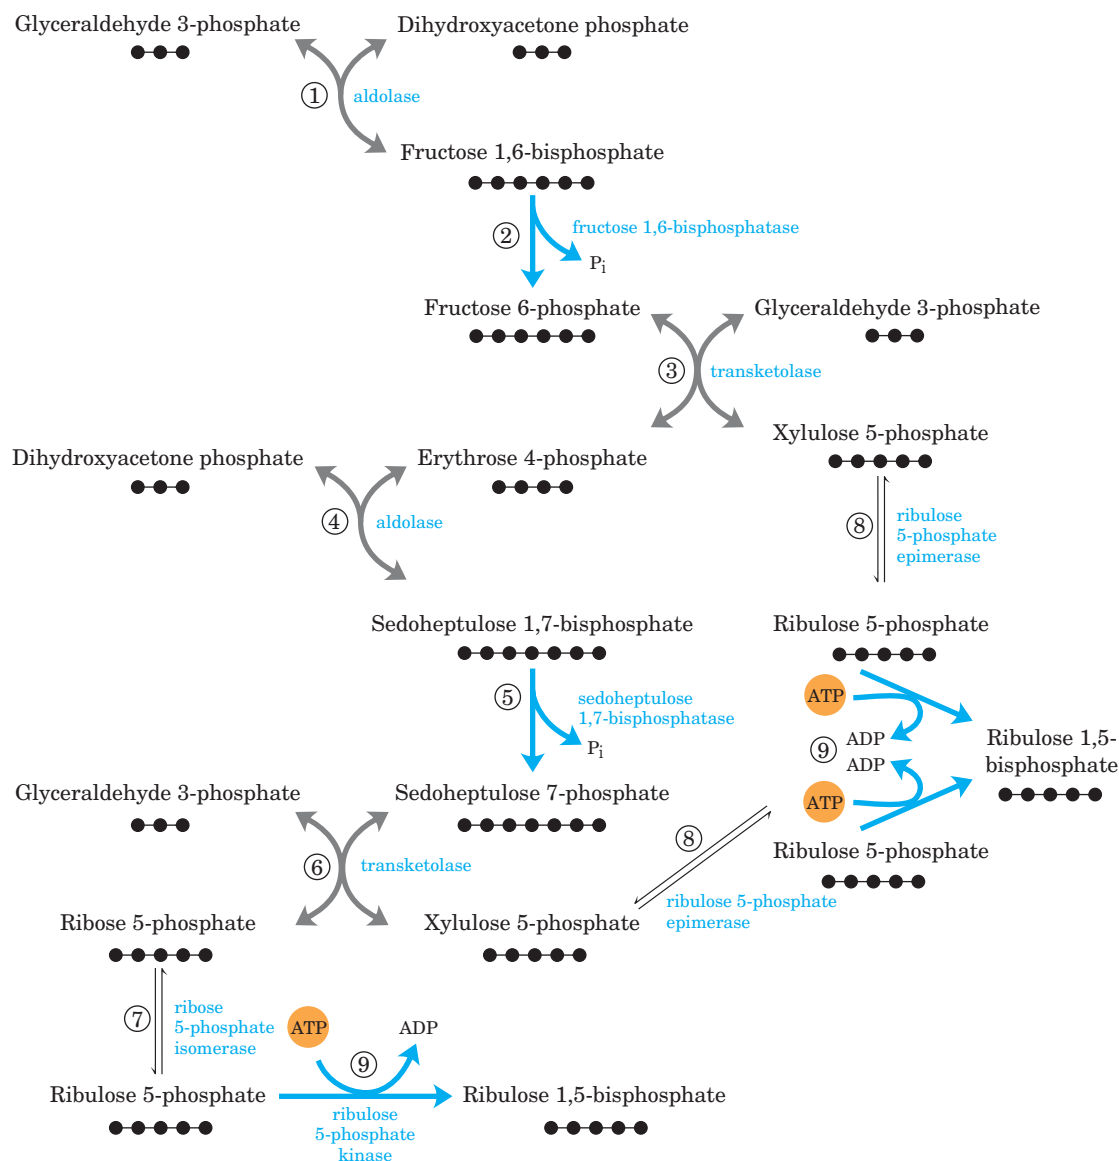 Glyceraldehyde 3-phosphate
Dihydroxyacetone phosphate
1
aldolase
Fructose 1,6-bisphosphate
2
fructose 1,6-bisphosphatase
Pi
Fructose 6-phosphate
Glyceraldehyde 3-phosphate
3
transketolase
Xylulose 5-phosphate
Dihydroxyacetone phosphate
Erythrose 4-phosphate
4
aldolase
8
ribulose
5-phosphate
epimerase
Sedoheptulose 1,7-bisphosphate
Ribulose 5-phosphate
5
sedoheptulose
1,7-bisphosphatase
Pi
ATP
ADP
9
ADP
ATP
Ribulose 1,5-
bisphosphate
Glyceraldehyde 3-phosphate
Sedoheptulose 7-phosphate
6
transketolase
8
ribulose 5-phosphate
epimerase
Ribulose 5-phosphate
Ribose 5-phosphate
Xylulose 5-phosphate
7
ribose
5-phosphate
isomerase
ATP
ADP
9
Ribulose 5-phosphate
Ribulose 1,5-bisphosphate
ribulose
5-phosphate
kinase